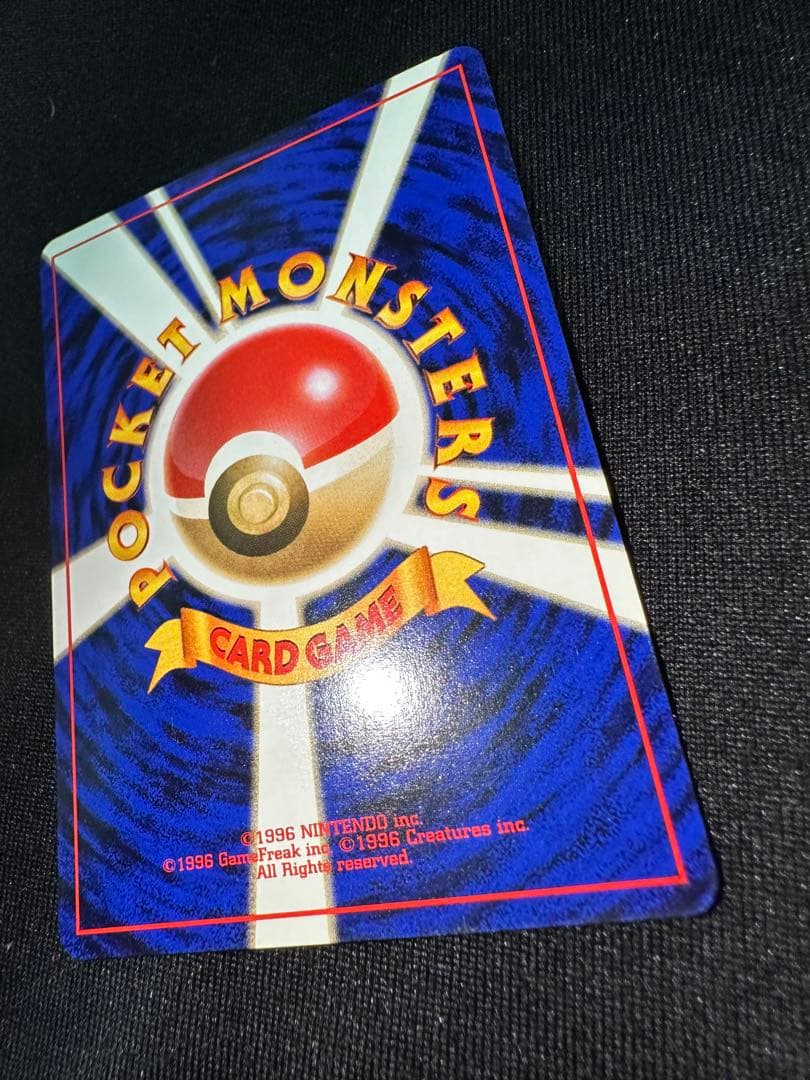 POCKET MONSTERS
CARD GAME
©1996 NINTENDO inc.
©1996 GameFreak inc. ©1996 Creatures inc.
All Rights reserved.